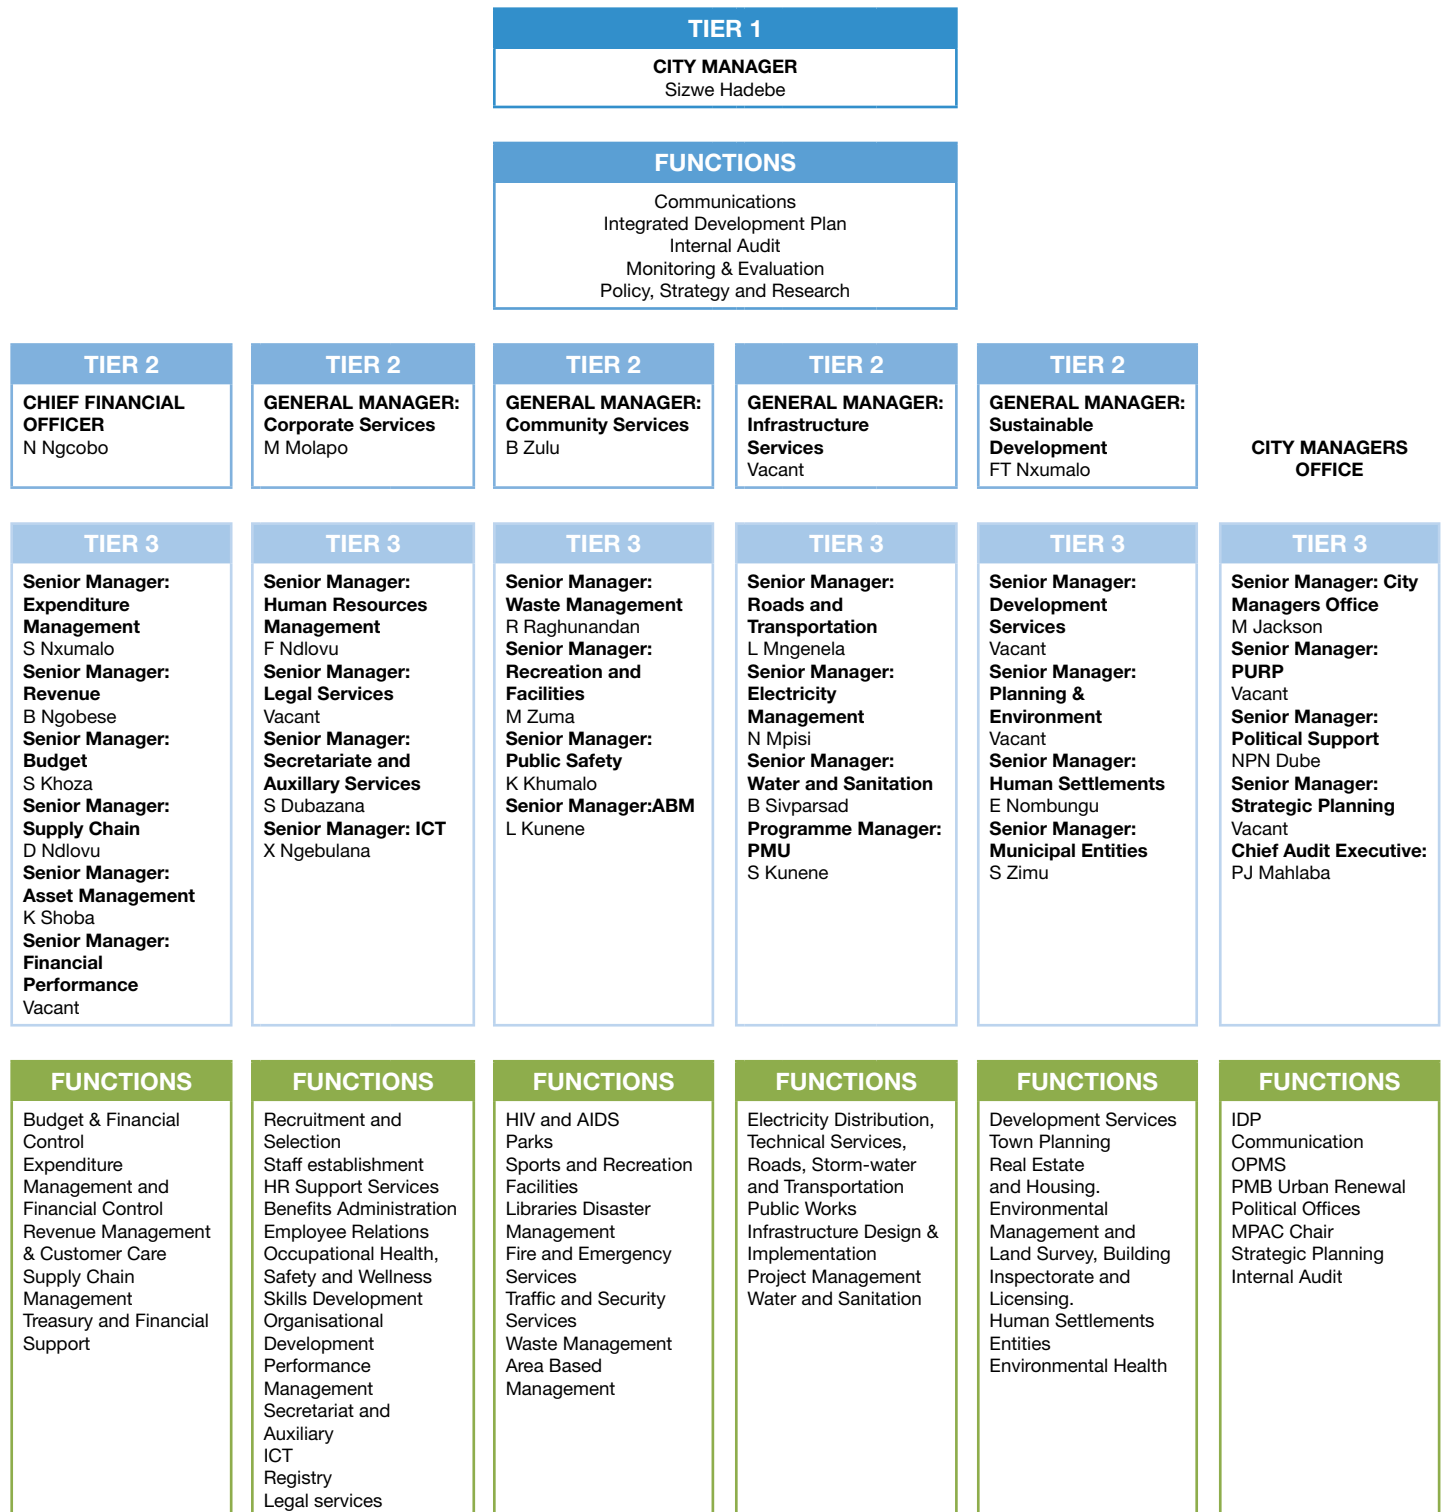 TIER 1
CITY MANAGER
Sizwe Hadebe
FUNCTIONS
Communications
Integrated Development Plan
Internal Audit
Monitoring & Evaluation
Policy, Strategy and Research
TIER 2
CHIEF FINANCIAL
OFFICER
N Ngcobo
TIER 2
GENERAL MANAGER:
Corporate Services
M Molapo
TIER 2
GENERAL MANAGER:
Community Services
B Zulu
TIER 2
GENERAL MANAGER:
Infrastructure
Services
Vacant
TIER 2
GENERAL MANAGER:
Sustainable
Development
FT Nxumalo
CITY MANAGERS
OFFICE
TIER 3
Senior Manager:
Expenditure
Management
S Nxumalo
Senior Manager:
Revenue
B Ngobese
Senior Manager:
Budget
S Khoza
Senior Manager:
Supply Chain
D Ndlovu
Senior Manager:
Asset Management
K Shoba
Senior Manager:
Financial
Performance
Vacant
TIER 3
Senior Manager:
Human Resources
Management
F Ndlovu
Senior Manager:
Legal Services
Vacant
Senior Manager:
Secretariate and
Auxillary Services
S Dubazana
Senior Manager: ICT
X Ngebulana
TIER 3
Senior Manager:
Waste Management
R Raghunandan
Senior Manager:
Recreation and
Facilities
M Zuma
Senior Manager:
Public Safety
K Khumalo
Senior Manager:ABM
L Kunene
TIER 3
Senior Manager:
Roads and
Transportation
L Mngenela
Senior Manager:
Electricity
Management
N Mpisi
Senior Manager:
Water and Sanitation
B Sivparsad
Programme Manager:
PMU
S Kunene
TIER 3
Senior Manager:
Development
Services
Vacant
Senior Manager:
Planning &
Environment
Vacant
Senior Manager:
Human Settlements
E Nombungu
Senior Manager:
Municipal Entities
S Zimu
TIER 3
Senior Manager: City
Managers Office
M Jackson
Senior Manager:
PURP
Vacant
Senior Manager:
Political Support
NPN Dube
Senior Manager:
Strategic Planning
Vacant
Chief Audit Executive:
PJ Mahlaba
FUNCTIONS
Budget & Financial
Control
Expenditure
Management and
Financial Control
Revenue Management
& Customer Care
Supply Chain
Management
Treasury and Financial
Support
FUNCTIONS
Recruitment and
Selection
Staff establishment
HR Support Services
Benefits Administration
Employee Relations
Occupational Health,
Safety and Wellness
Skills Development
Organisational
Development
Performance
Management
Secretariat and
Auxiliary
ICT
Registry
Legal services
FUNCTIONS
HIV and AIDS
Parks
Sports and Recreation
Facilities
Libraries Disaster
Management
Fire and Emergency
Services
Traffic and Security
Services
Waste Management
Area Based
Management
FUNCTIONS
Electricity Distribution,
Technical Services,
Roads, Storm-water
and Transportation
Public Works
Infrastructure Design &
Implementation
Project Management
Water and Sanitation
FUNCTIONS
Development Services
Town Planning
Real Estate
and Housing.
Environmental
Management and
Land Survey, Building
Inspectorate and
Licensing.
Human Settlements
Entities
Environmental Health
FUNCTIONS
IDP
Communication
OPMS
PMB Urban Renewal
Political Offices
MPAC Chair
Strategic Planning
Internal Audit